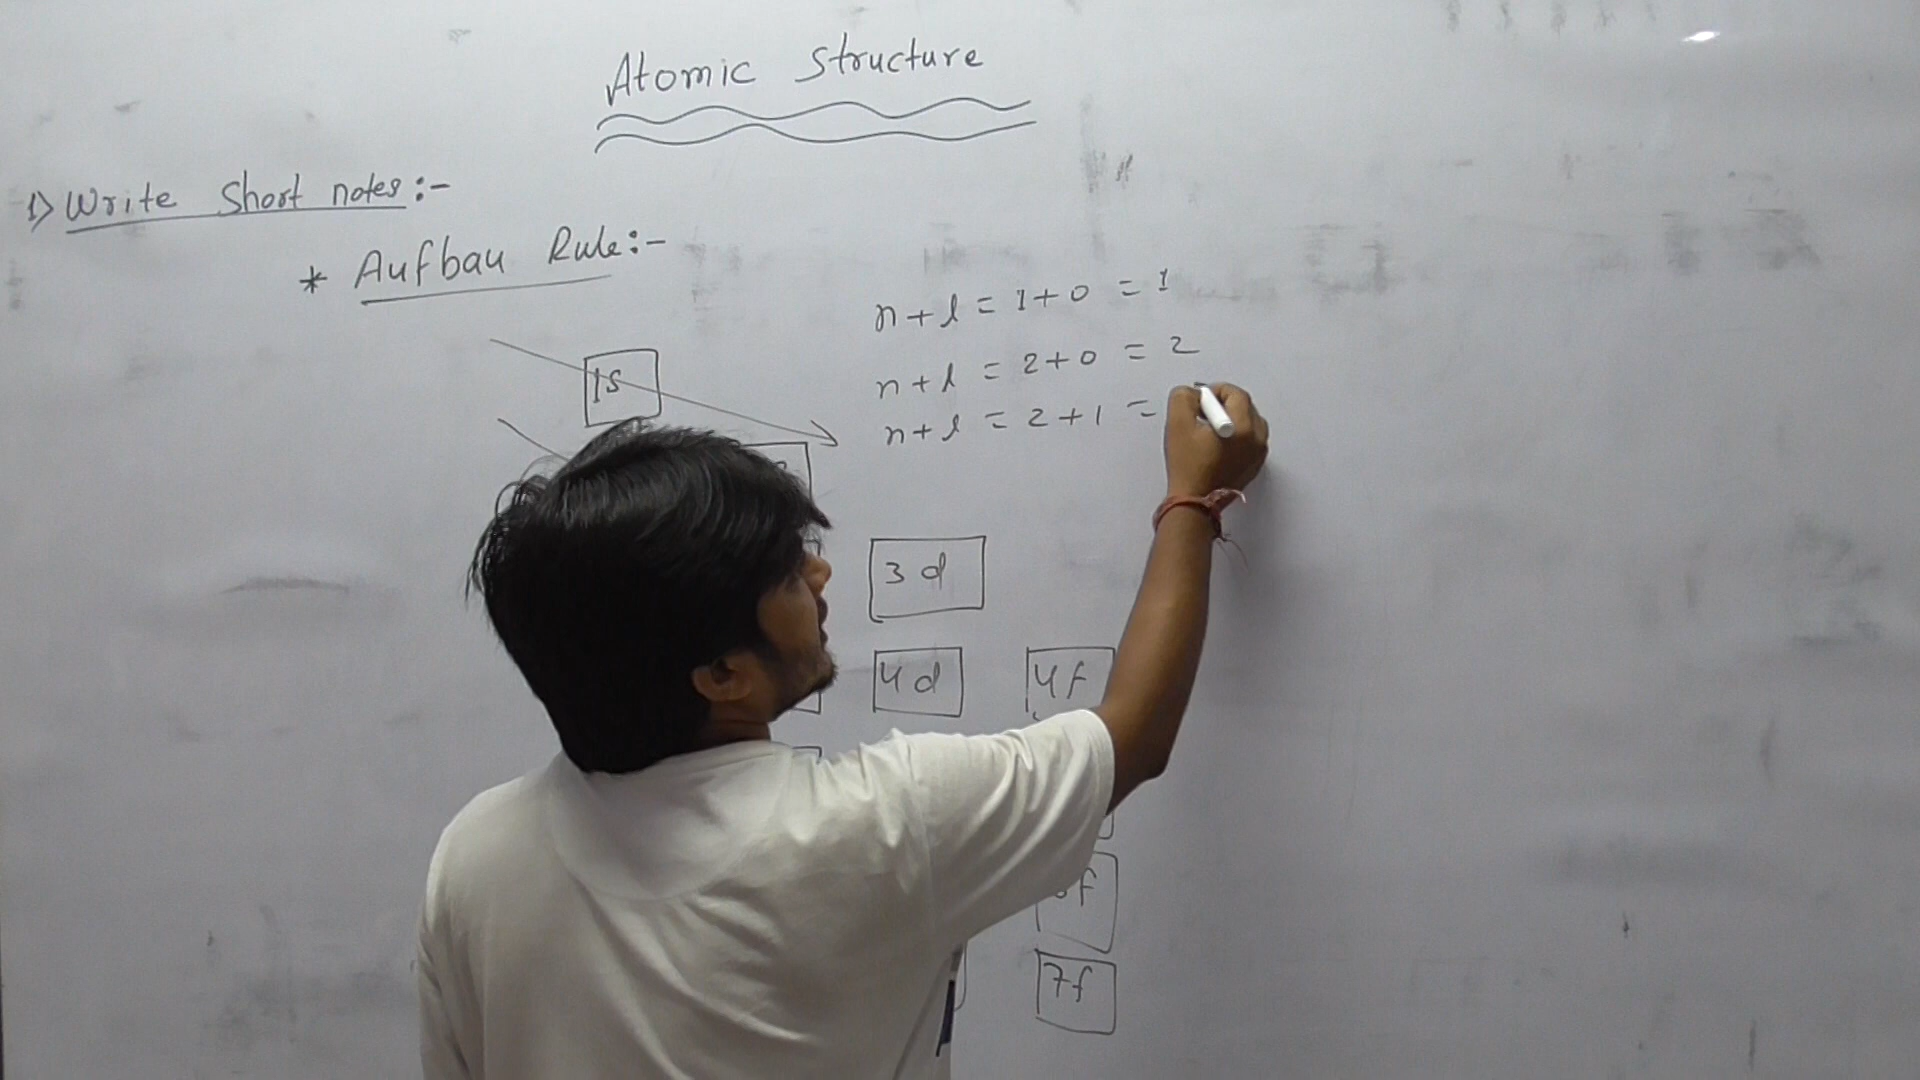 Atomic Structure
1) Write Short notes:-
* Aufbau Rule:-
n + l = 1 + 0 = 1
n + l = 2 + 0 = 2
n + l = 2 + 1 =
1s
3d
4d 4f
7f